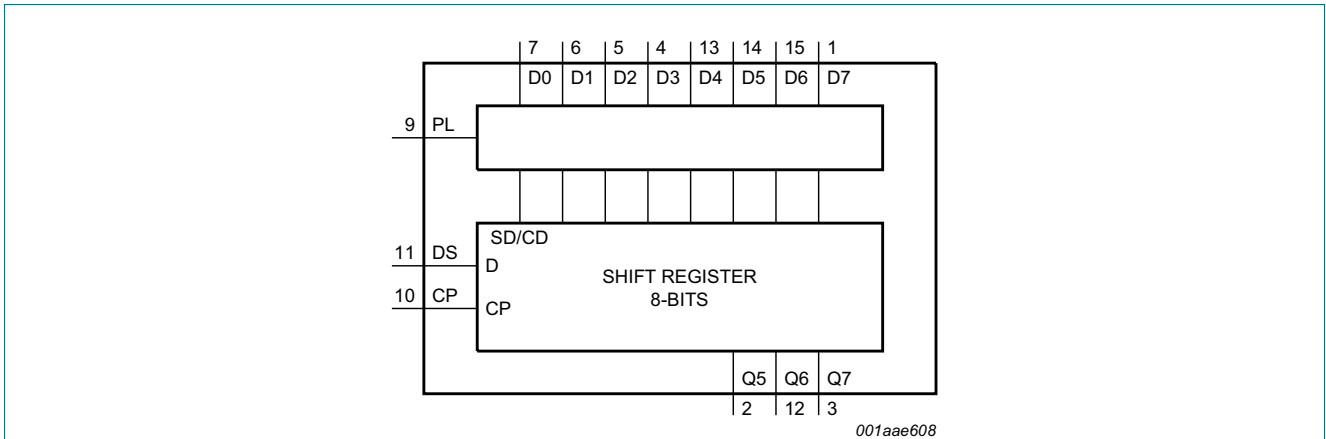 7 6 5 4 13 14 15 1
D0 D1 D2 D3 D4 D5 D6 D7
9 PL
SD/CD
11 DS D
SHIFT REGISTER
8-BITS
10 CP CP
Q5 Q6 Q7
2 12 3
001aae608